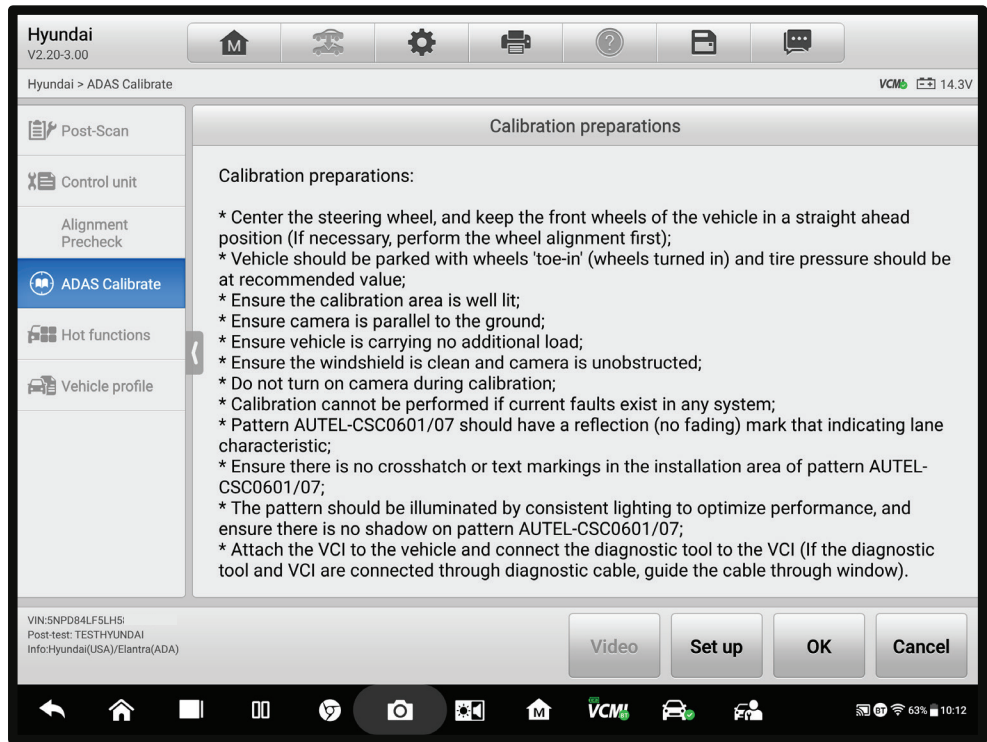 Hyundai
V2.20-3.00
M
?
Hyundai > ADAS Calibrate
VCMI 14.3V
Post-Scan
Control unit
Alignment
Precheck
ADAS Calibrate
Hot functions
Vehicle profile
Calibration preparations
Calibration preparations:
* Center the steering wheel, and keep the front wheels of the vehicle in a straight ahead
position (If necessary, perform the wheel alignment first);
* Vehicle should be parked with wheels 'toe-in' (wheels turned in) and tire pressure should be
at recommended value;
* Ensure the calibration area is well lit;
* Ensure camera is parallel to the ground;
* Ensure vehicle is carrying no additional load;
* Ensure the windshield is clean and camera is unobstructed;
* Do not turn on camera during calibration;
* Calibration cannot be performed if current faults exist in any system;
* Pattern AUTEL-CSC0601/07 should have a reflection (no fading) mark that indicating lane
characteristic;
* Ensure there is no crosshatch or text markings in the installation area of pattern AUTEL-
CSC0601/07;
* The pattern should be illuminated by consistent lighting to optimize performance, and
ensure there is no shadow on pattern AUTEL-CSC0601/07;
* Attach the VCI to the vehicle and connect the diagnostic tool to the VCI (If the diagnostic
tool and VCI are connected through diagnostic cable, guide the cable through window).
VIN:5NPD84LF5LH5
Post-test: TESTHYUNDAI
Info:Hyundai(USA)/Elantra(ADA)
Video
Set up
OK
Cancel
M
VCMI
BT
BT 63% 10:12